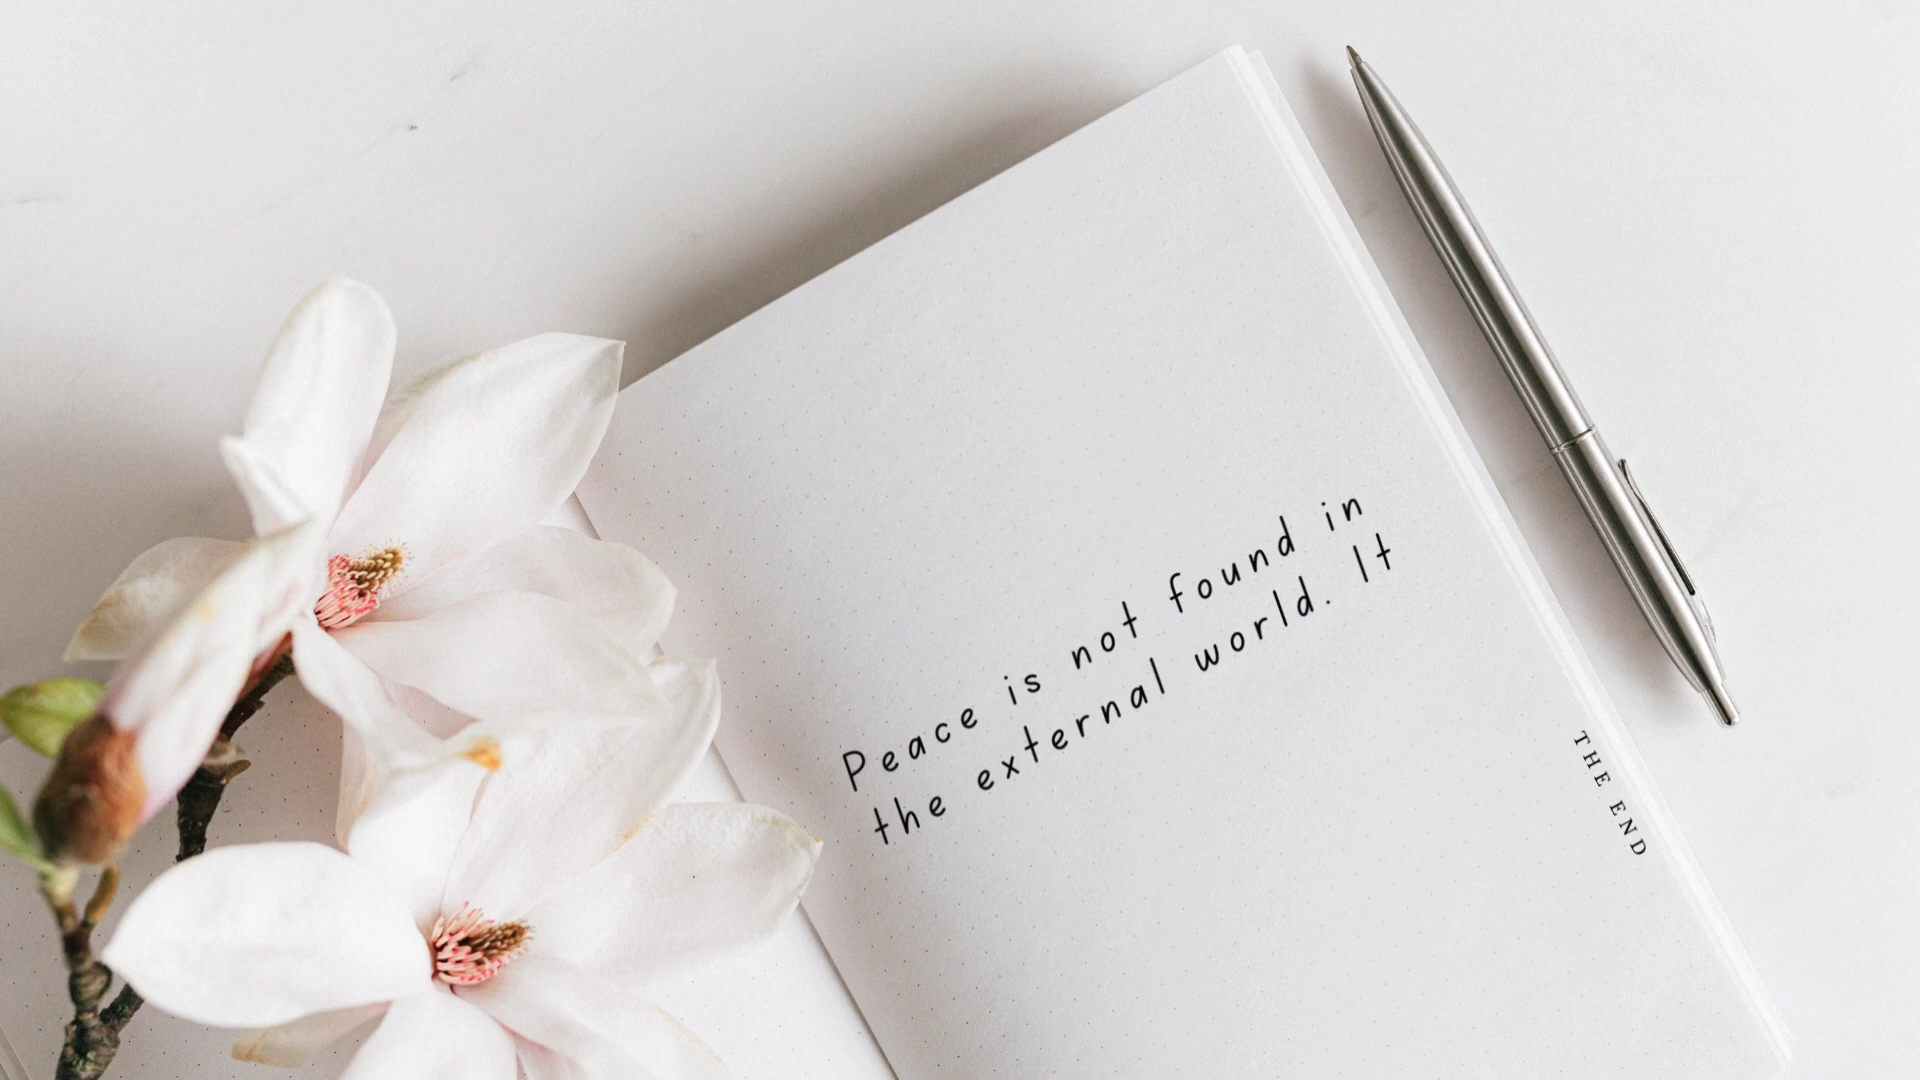 Peace is not found in
the external world. It
THE END